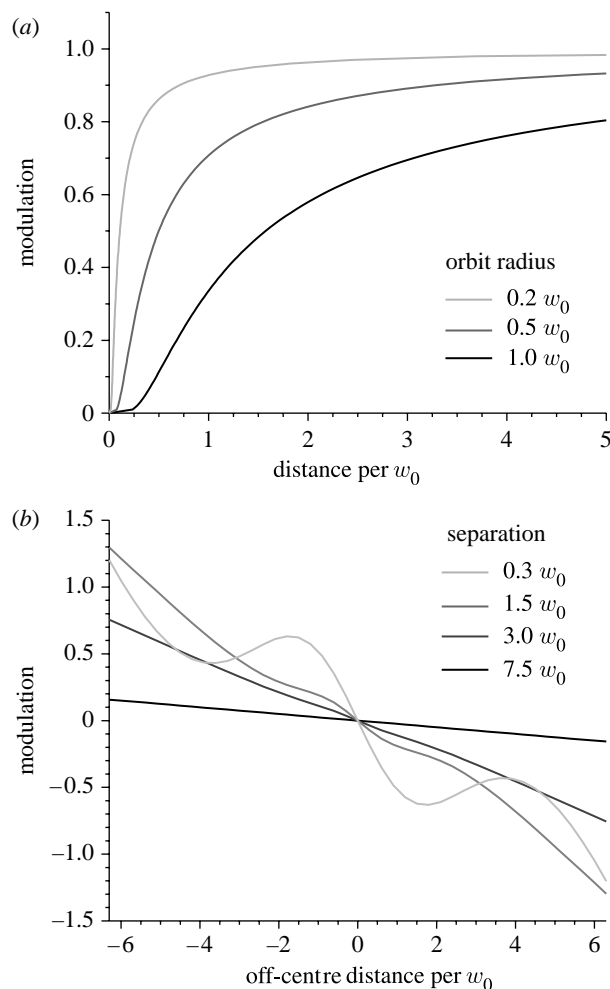 (a)
1.0
0.8
0.6
0.4
0.2
0
modulation
orbit radius
0.2 w0
0.5 w0
1.0 w0
0 1 2 3 4 5
distance per w0
(b)
1.5
1.0
0.5
0
−0.5
−1.0
−1.5
modulation
separation
0.3 w0
1.5 w0
3.0 w0
7.5 w0
−6 −4 −2 0 2 4 6
off-centre distance per w0